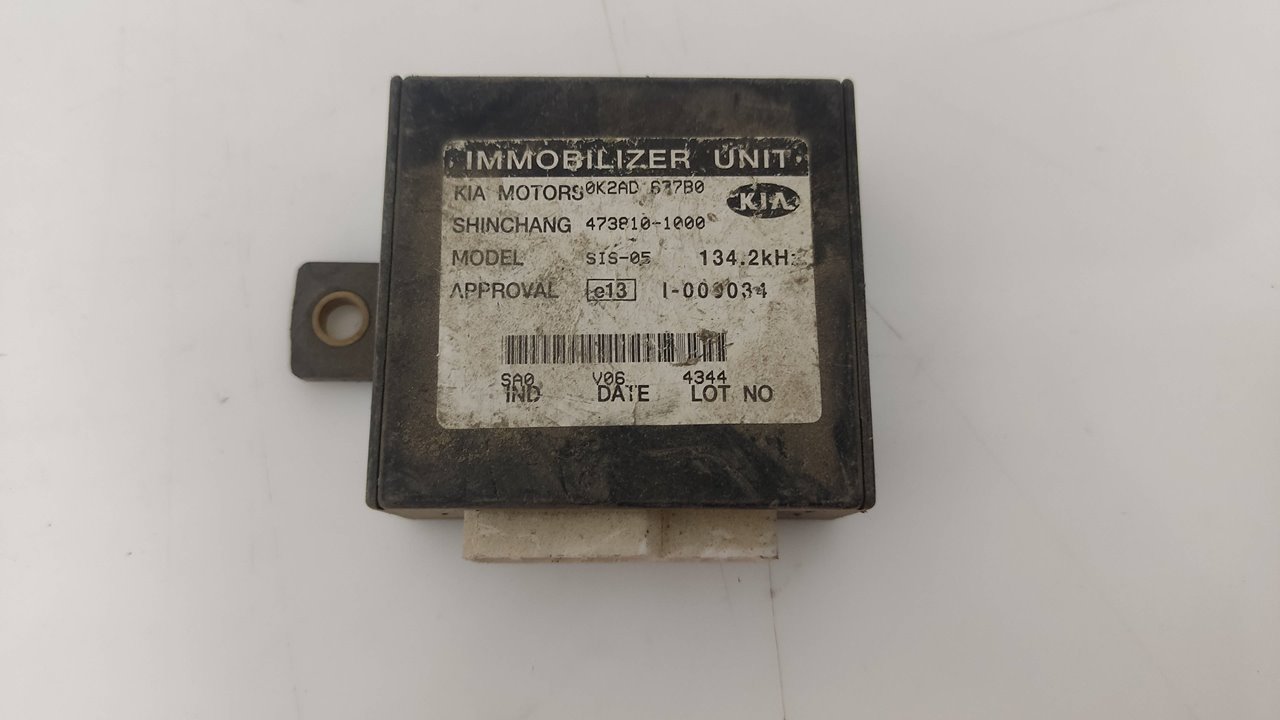 IMMOBILIZER UNIT
KIA MOTORS 0K2AD 677B0
KIA
SHINCHANG 473810-1000
MODEL SIS-05 134.2kHz
APPROVAL e13 I-000034
SA0 V06 4344
IND DATE LOT NO